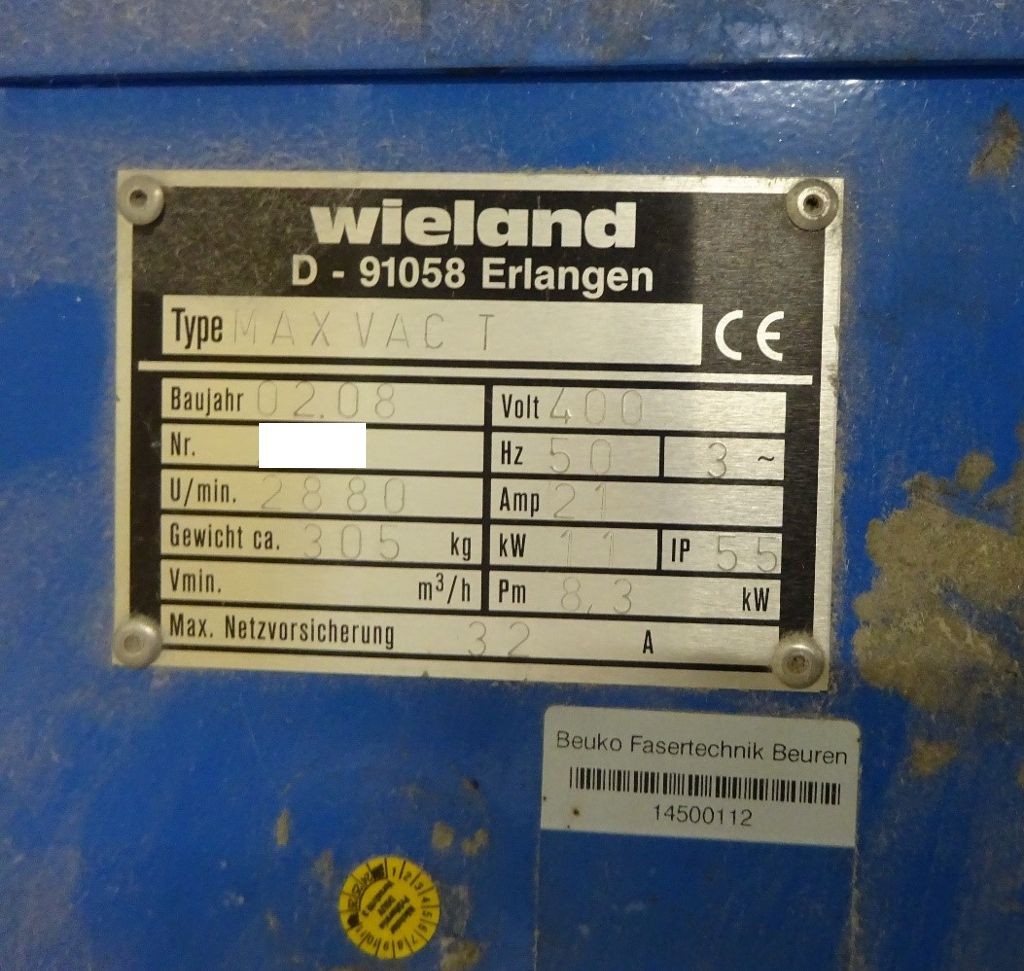 wieland
D - 91058 Erlangen
Type MAX VAC T CE
Baujahr 02.08
Volt 400
Nr.
Hz 50 3 ~
U/min. 2880
Amp 21
Gewicht ca. 305 kg
kW 11 IP 55
Vmin. m³/h
Pm 8,3 kW
Max. Netzvorsicherung 32 A
Beuko Fasertechnik Beuren
14500112